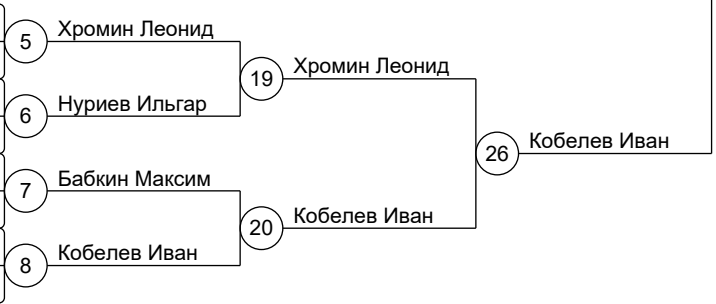 5
Хромин Леонид
19
Хромин Леонид
6
Нуриев Ильгар
26
Кобелев Иван
7
Бабкин Максим
20
Кобелев Иван
8
Кобелев Иван